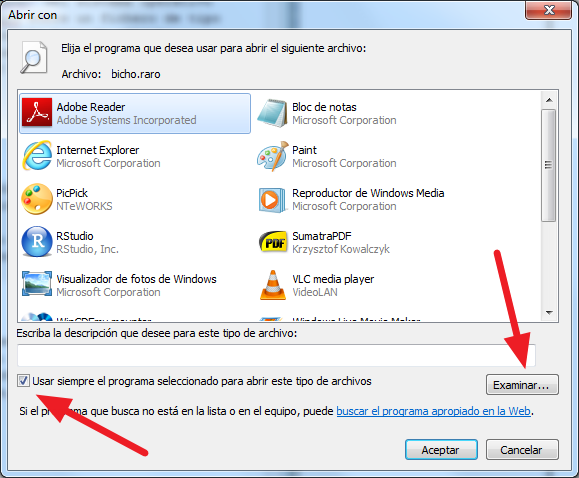 Abrir con
Elija el programa que desea usar para abrir el siguiente archivo:
Archivo: bicho.raro
Adobe Reader
Adobe Systems Incorporated
Bloc de notas
Microsoft Corporation
Internet Explorer
Microsoft Corporation
Paint
Microsoft Corporation
PicPick
NTeWORKS
Reproductor de Windows Media
Microsoft Corporation
RStudio
RStudio, Inc.
PDF
SumatraPDF
Krzysztof Kowalczyk
Visualizador de fotos de Windows
Microsoft Corporation
VLC media player
VideoLAN
WinCDEmu mounter
Windows Live Movie Maker
Escriba la descripción que desee para este tipo de archivo:
Usar siempre el programa seleccionado para abrir este tipo de archivos
Examinar...
Si el programa que busca no está en la lista o en el equipo, puede buscar el programa apropiado en la Web.
Aceptar
Cancelar